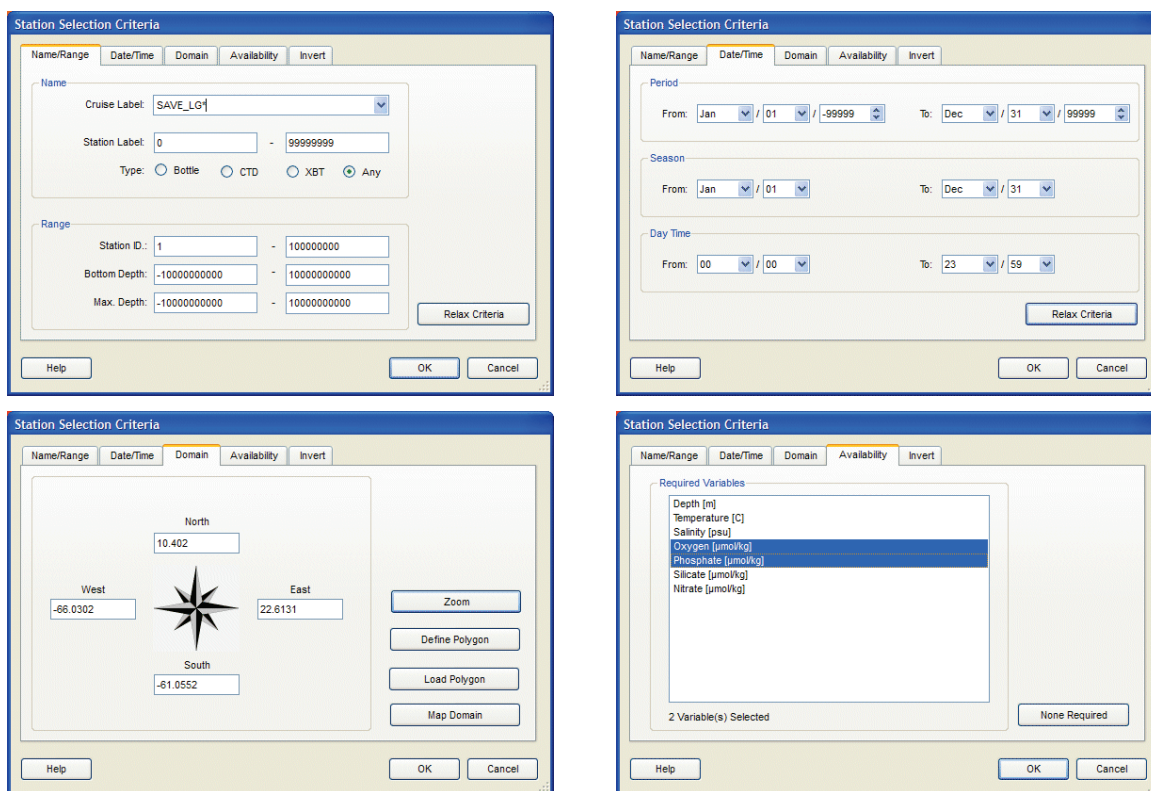 Station Selection Criteria
Name/Range Date/Time Domain Availability Invert
Name
Cruise Label: SAVE_LG*
Station Label: 0 - 99999999
Type: Bottle CTD XBT Any
Range
Station ID.: 1 - 100000000
Bottom Depth: -10000000000 - 10000000000
Max. Depth: -10000000000 - 10000000000
Relax Criteria
Help OK Cancel
Station Selection Criteria
Name/Range Date/Time Domain Availability Invert
Period
From: Jan / 01 / -99999 To: Dec / 31 / 99999
Season
From: Jan / 01 To: Dec / 31
Day Time
From: 00 / 00 To: 23 / 59
Relax Criteria
Help OK Cancel
Station Selection Criteria
Name/Range Date/Time Domain Availability Invert
North
10.402
West East
-66.0302 22.6131
South
-61.0552
Zoom
Define Polygon
Load Polygon
Map Domain
Help OK Cancel
Station Selection Criteria
Name/Range Date/Time Domain Availability Invert
Required Variables
Depth [m]
Temperature [C]
Salinity [psu]
Oxygen [µmol/kg]
Phosphate [µmol/kg]
Silicate [µmol/kg]
Nitrate [µmol/kg]
2 Variable(s) Selected
None Required
Help OK Cancel